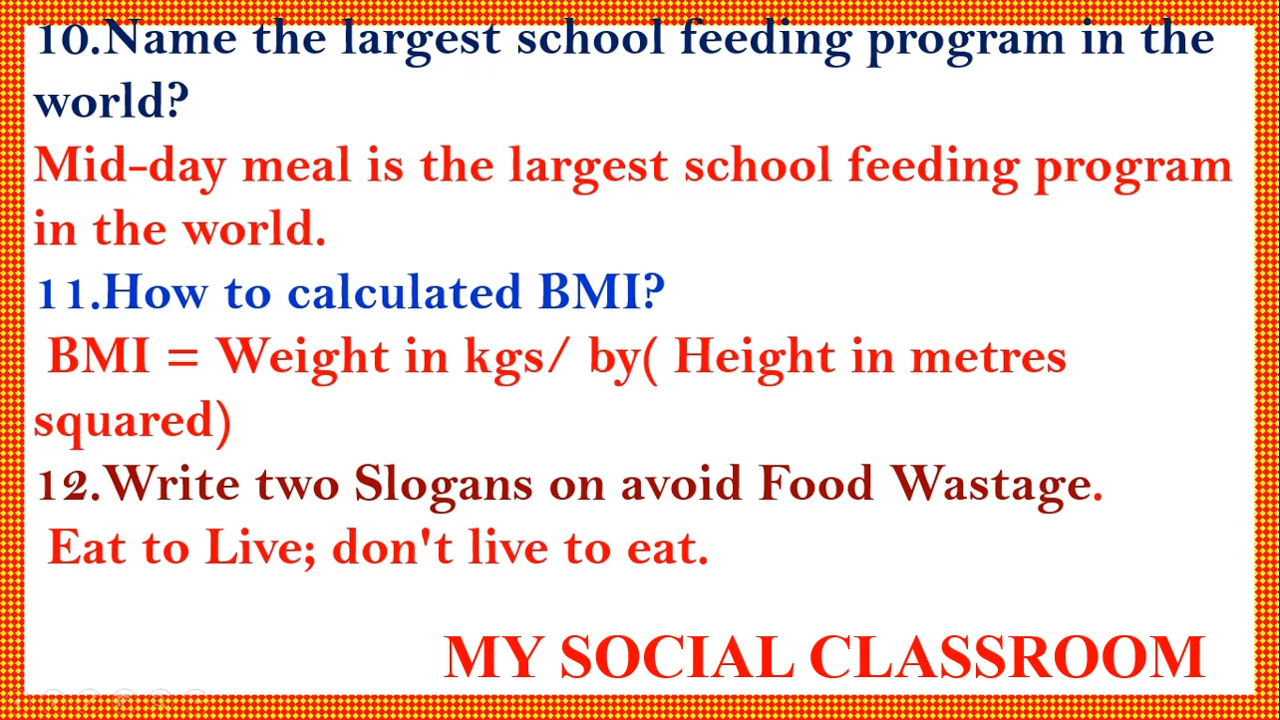 10.Name the largest school feeding program in the
world?
Mid-day meal is the largest school feeding program
in the world.
11.How to calculated BMI?
BMI = Weight in kgs/ by( Height in metres
squared)
12.Write two Slogans on avoid Food Wastage.
Eat to Live; don't live to eat.
MY SOCIAL CLASSROOM